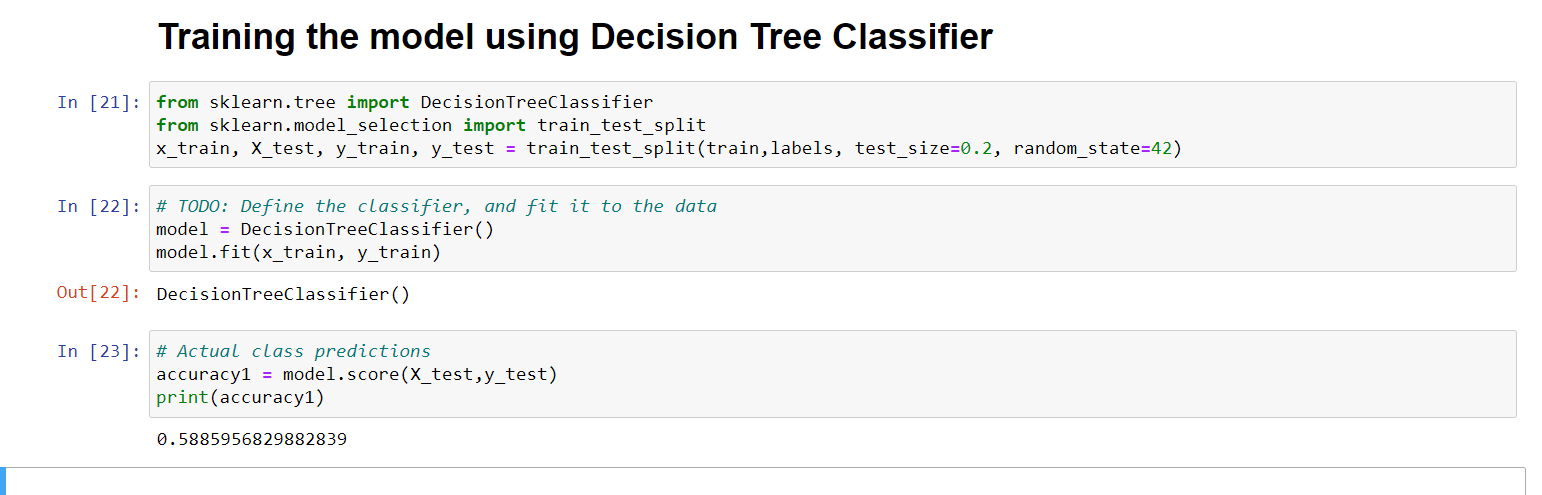 Training the model using Decision Tree Classifier
In [21]: from sklearn.tree import DecisionTreeClassifier
from sklearn.model_selection import train_test_split
x_train, X_test, y_train, y_test = train_test_split(train,labels, test_size=0.2, random_state=42)
In [22]: # TODO: Define the classifier, and fit it to the data
model = DecisionTreeClassifier()
model.fit(x_train, y_train)
Out[22]: DecisionTreeClassifier()
In [23]: # Actual class predictions
accuracy1 = model.score(X_test,y_test)
print(accuracy1)
0.5885956829882839